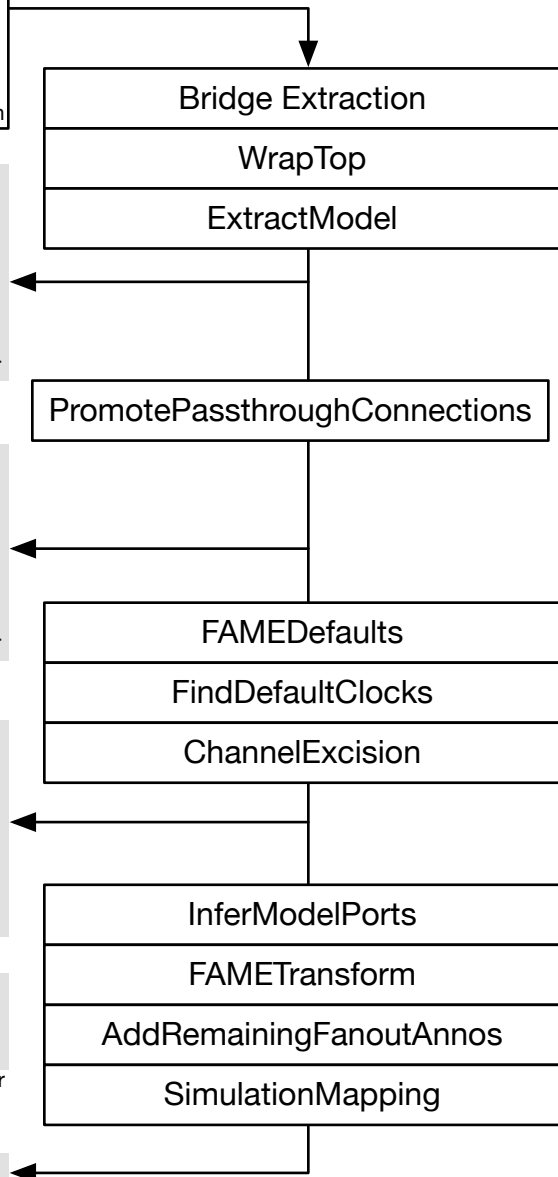 Bridge Extraction
WrapTop
ExtractModel
PromotePassthroughConnections
FAMEDefaults
FindDefaultClocks
ChannelExcision
InferModelPorts
FAMETransform
AddRemainingFanoutAnnos
SimulationMapping